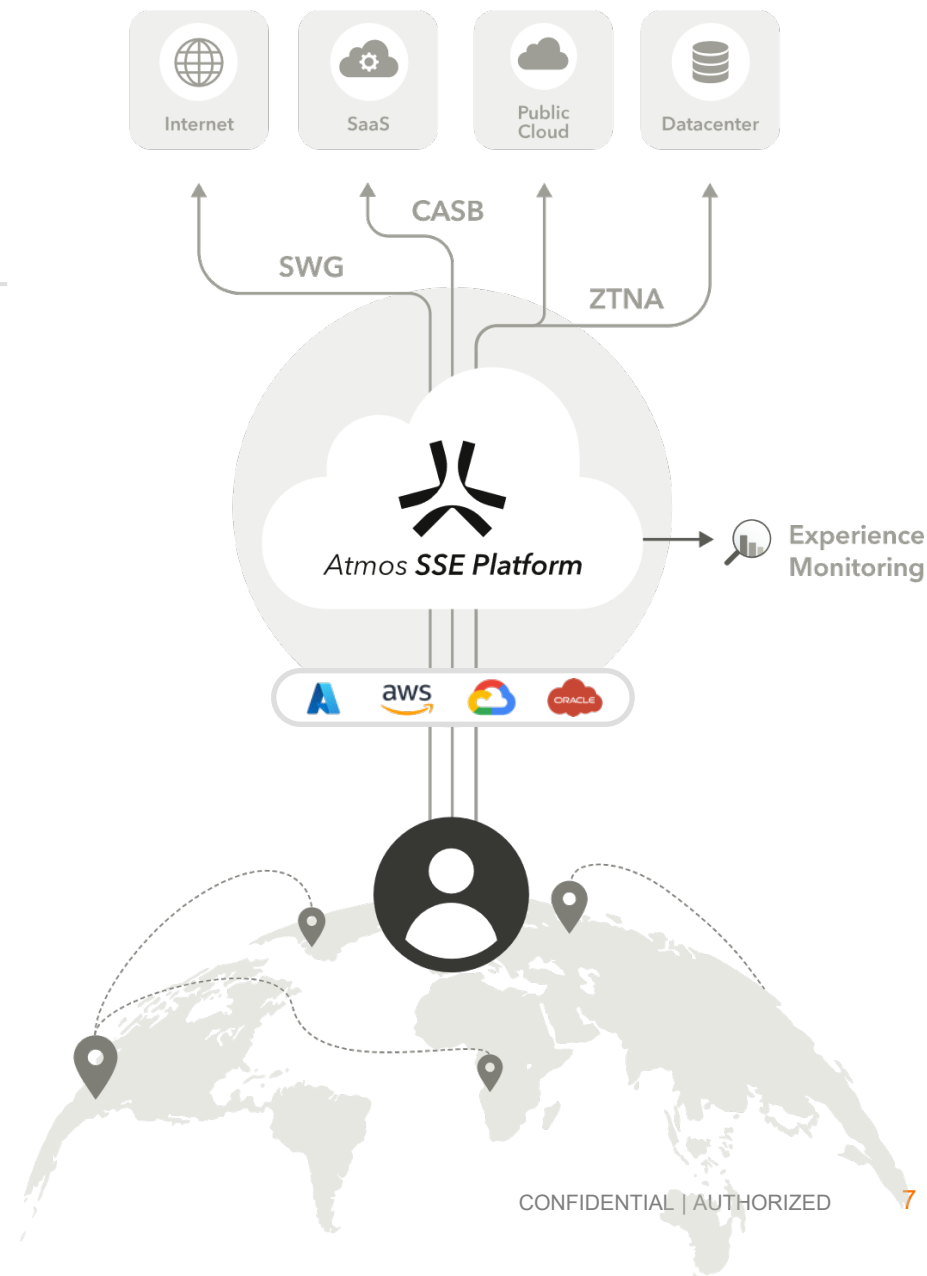 Internet
SaaS
Public
Cloud
Datacenter
CASB
SWG
ZTNA
Atmos SSE Platform
Experience
Monitoring
aws
ORACLE
CONFIDENTIAL | AUTHORIZED
7